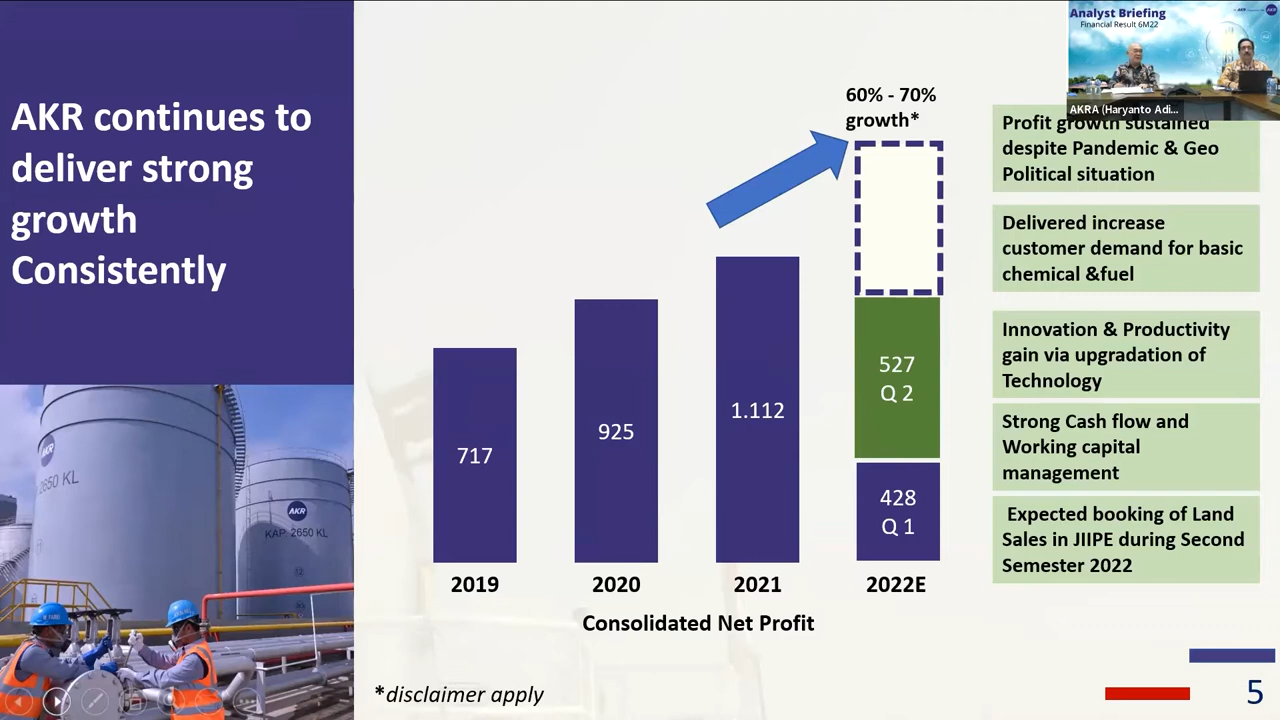 AKR continues to
deliver strong
growth
Consistently
2650 KL
AKR
KAP. 2650 KL
60% - 70%
growth*
717
925
1.112
527
Q 2
428
Q 1
2019
2020
2021
2022E
Consolidated Net Profit
*disclaimer apply
Analyst Briefing
Financial Result 6M22
AKRA (Haryanto Adi...
Profit growth sustained
despite Pandemic & Geo
Political situation
Delivered increase
customer demand for basic
chemical &fuel
Innovation & Productivity
gain via upgradation of
Technology
Strong Cash flow and
Working capital
management
Expected booking of Land
Sales in JIIPE during Second
Semester 2022
5